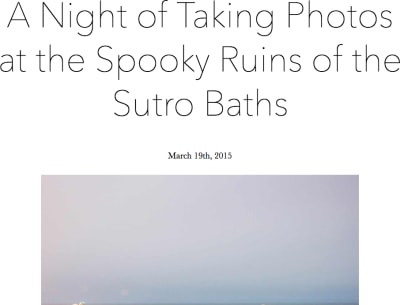 A Night of Taking Photos
at the Spooky Ruins of the
Sutro Baths
March 19th, 2015